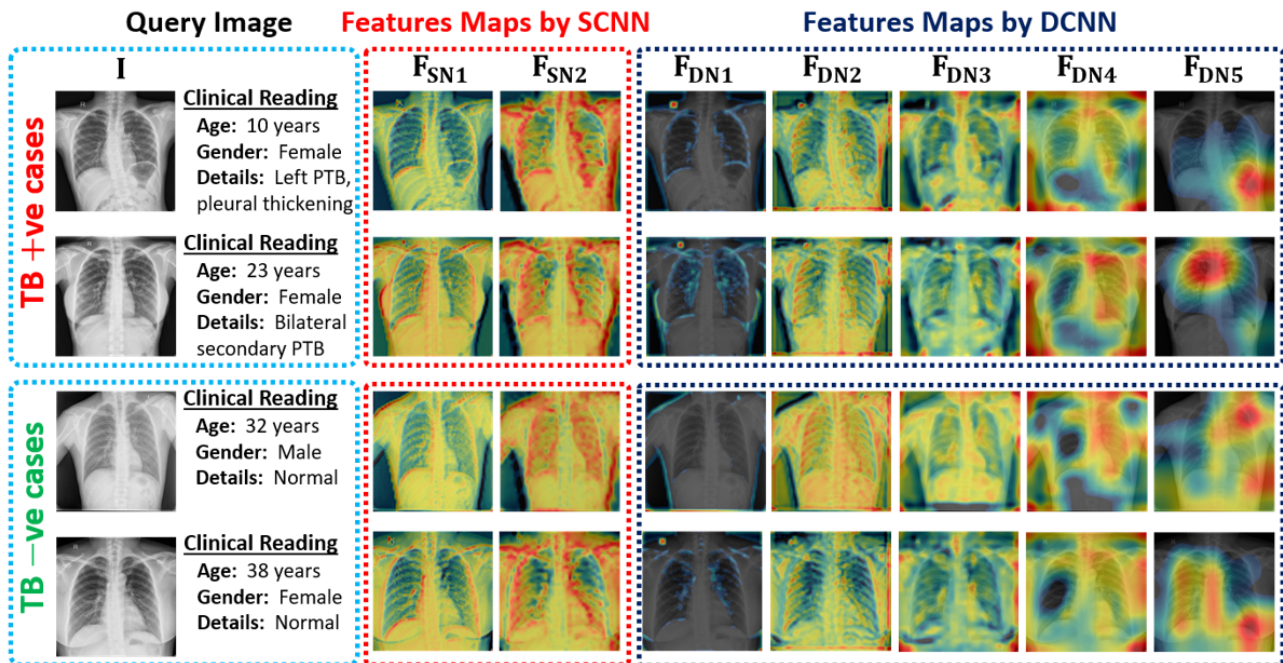 Query Image Features Maps by SCNN Features Maps by DCNN
I F_SN1 F_SN2 F_DN1 F_DN2 F_DN3 F_DN4 F_DN5
TB +ve cases
Clinical Reading
Age: 10 years
Gender: Female
Details: Left PTB,
pleural thickening
Clinical Reading
Age: 23 years
Gender: Female
Details: Bilateral
secondary PTB
TB −ve cases
Clinical Reading
Age: 32 years
Gender: Male
Details: Normal
Clinical Reading
Age: 38 years
Gender: Female
Details: Normal